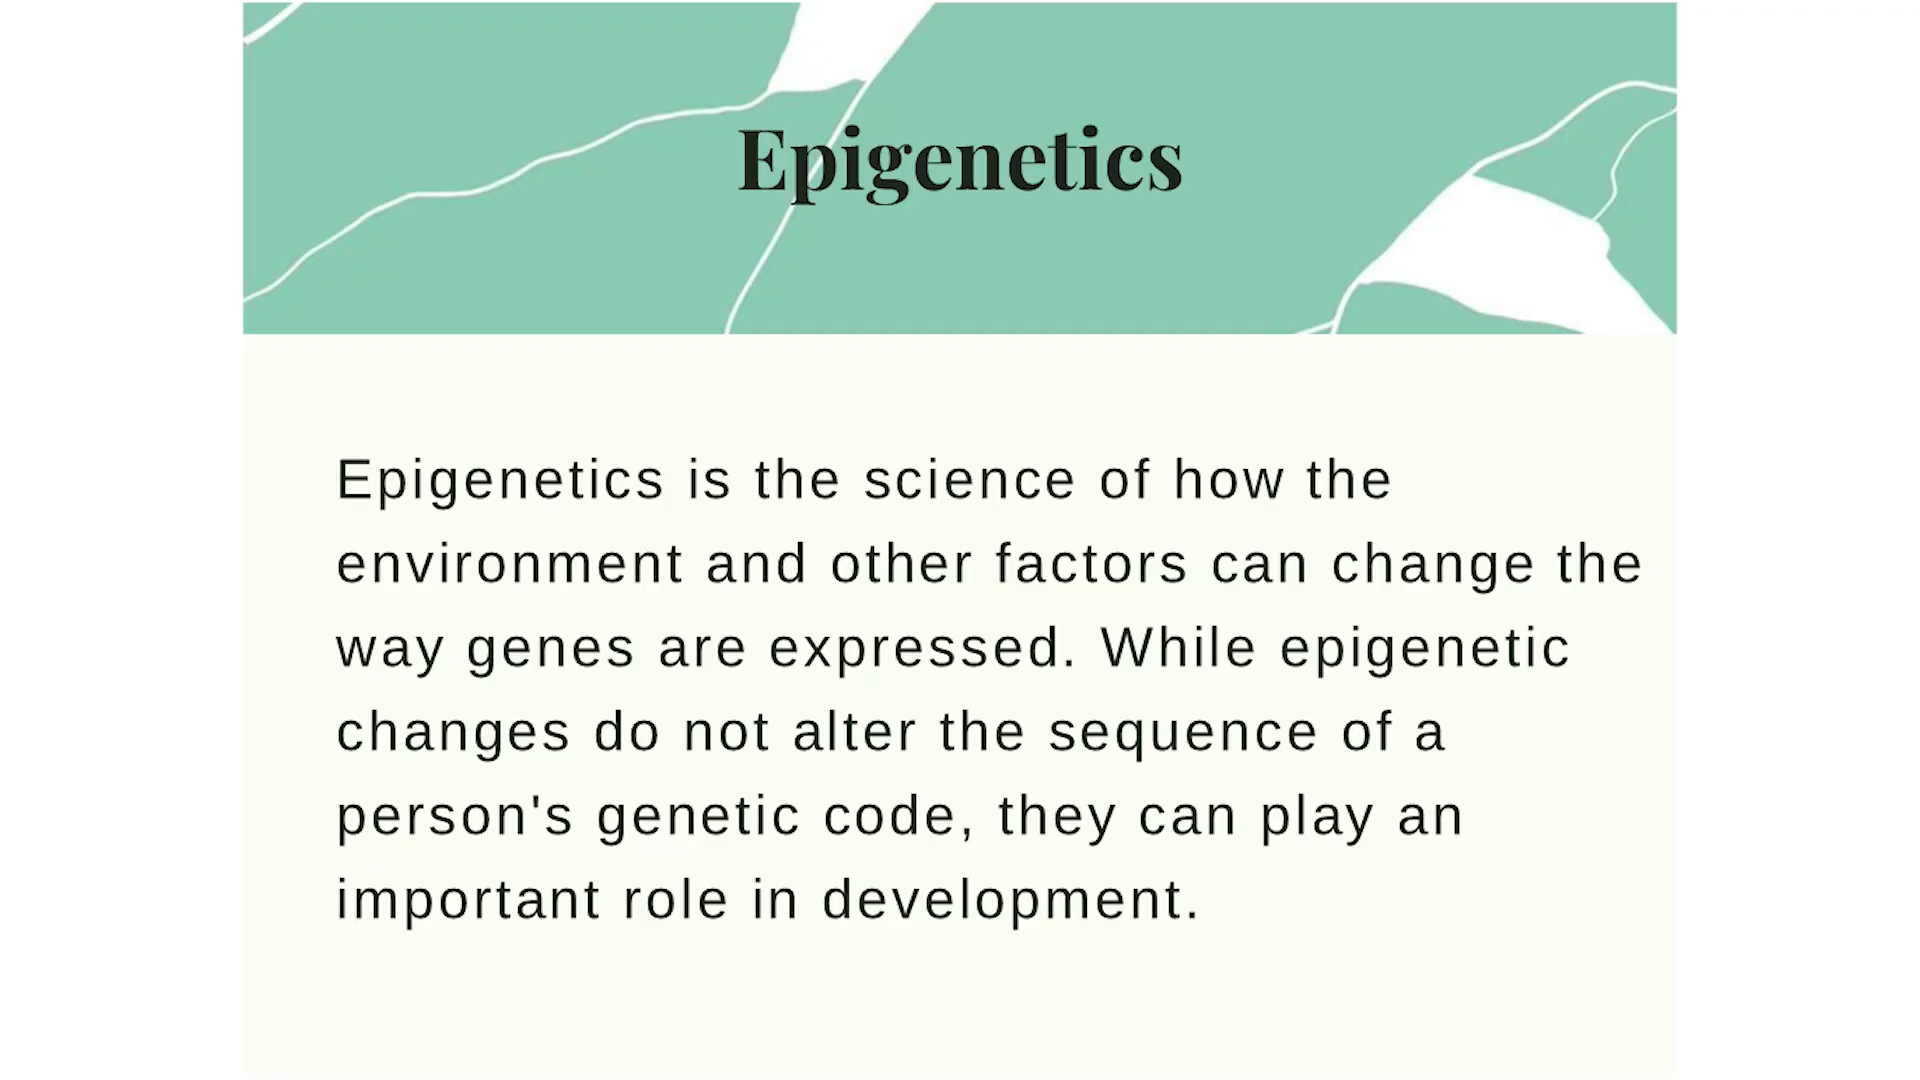 Epigenetics
Epigenetics is the science of how the
environment and other factors can change the
way genes are expressed. While epigenetic
changes do not alter the sequence of a
person's genetic code, they can play an
important role in development.